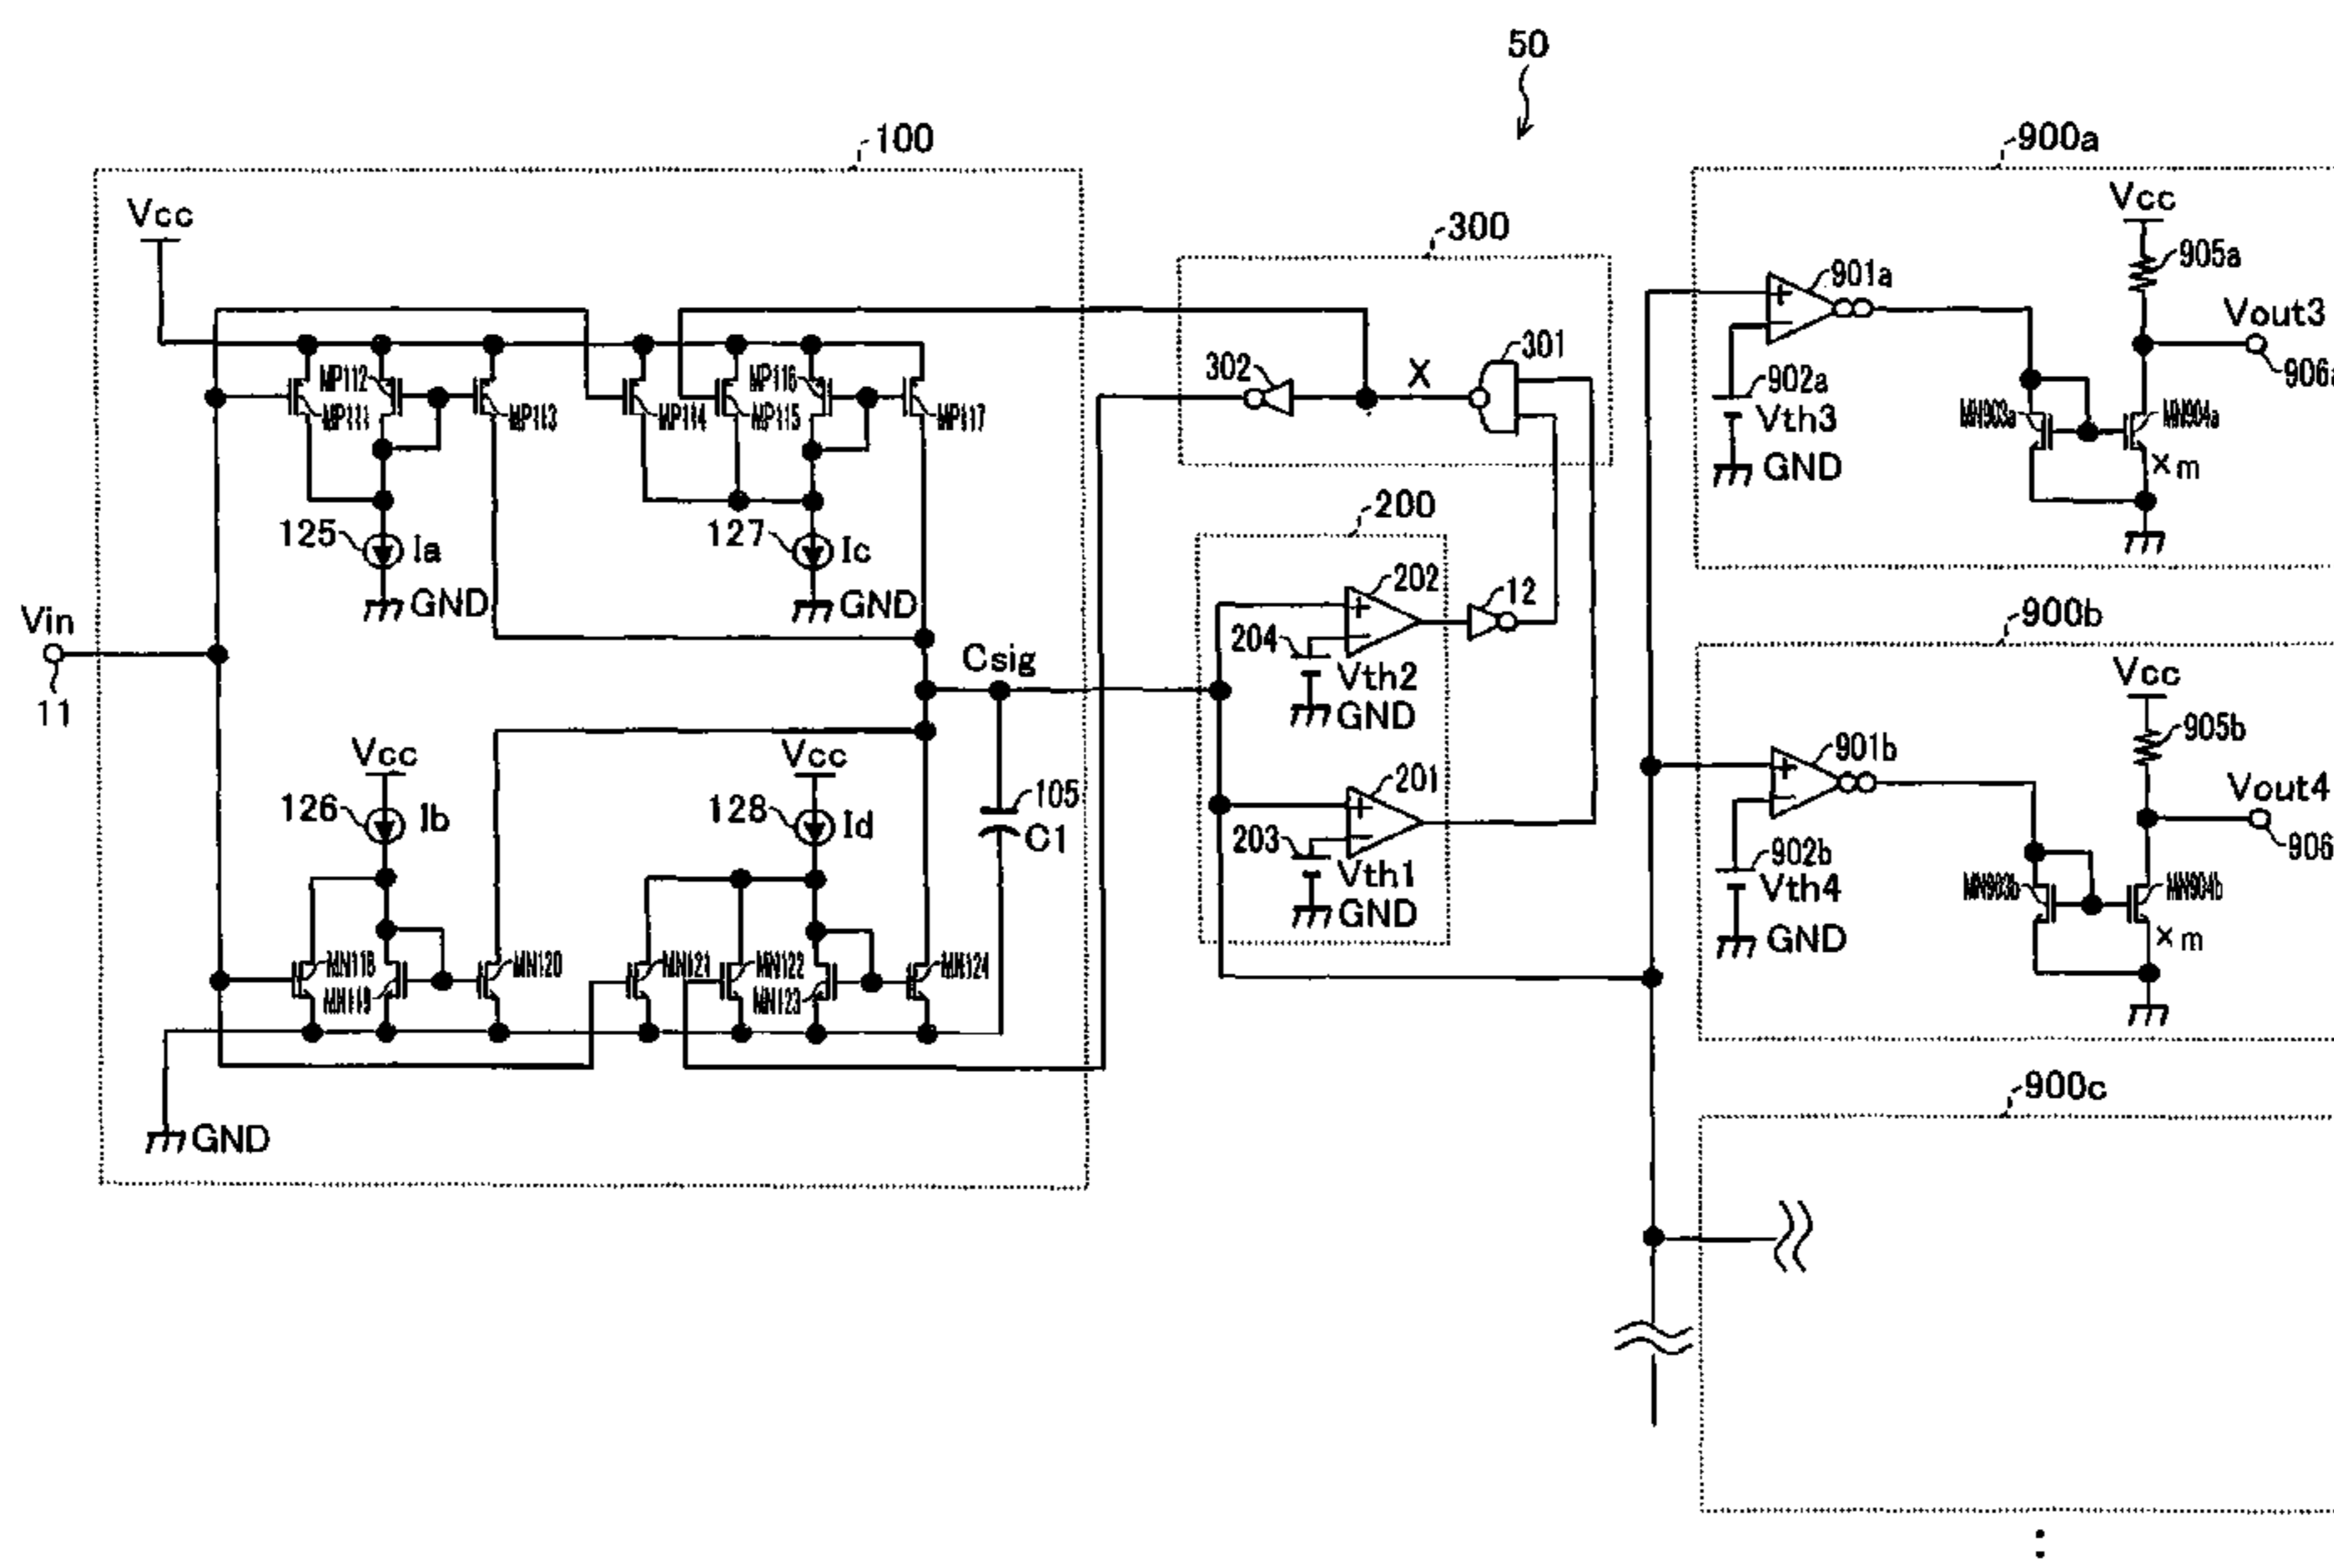 50
100
Vcc
MP111
MP112
MP113
MP114
MP115
MP116
MP117
125
Ia
GND
127
Ic
GND
Vin
11
Csig
Vcc
126
Ib
Vcc
128
Id
105
C1
MN118
MN119
MN120
MN121
MN122
MN123
MN124
GND
300
302
X
301
200
202
12
204
Vth2
GND
201
203
Vth1
GND
900a
Vcc
905a
901a
Vout3
906a
902a
Vth3
GND
MN903a
MN904a
xm
900b
Vcc
905b
901b
Vout4
906
902b
Vth4
GND
MN903b
MN904b
xm
900c